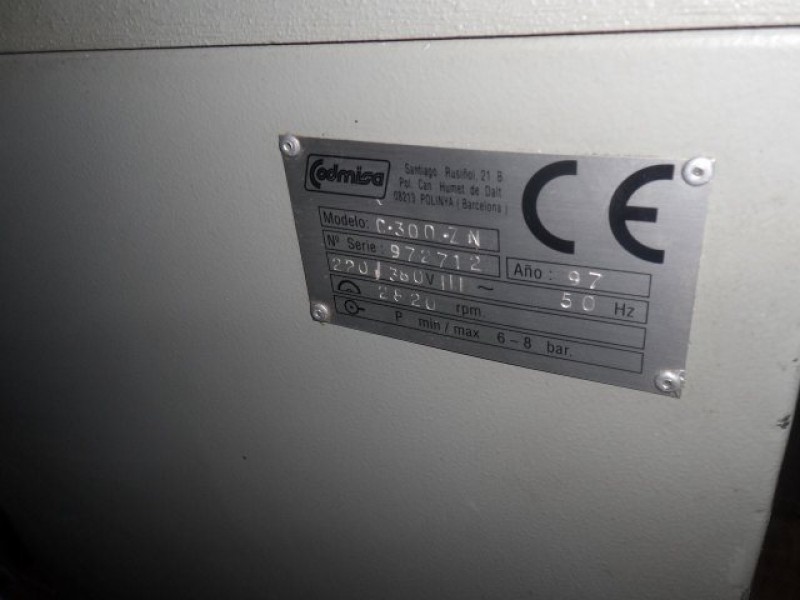 Codmisa
Santiago Rusiñol, 21 B
Pol. Can Humet de Dalt
08213 POLINYA (Barcelona)
CE
Modelo: C·300·ZN
Nº Serie: 972712
Año: 97
220/380V III ~ 50 Hz
2820 rpm.
P min/max 6-8 bar.